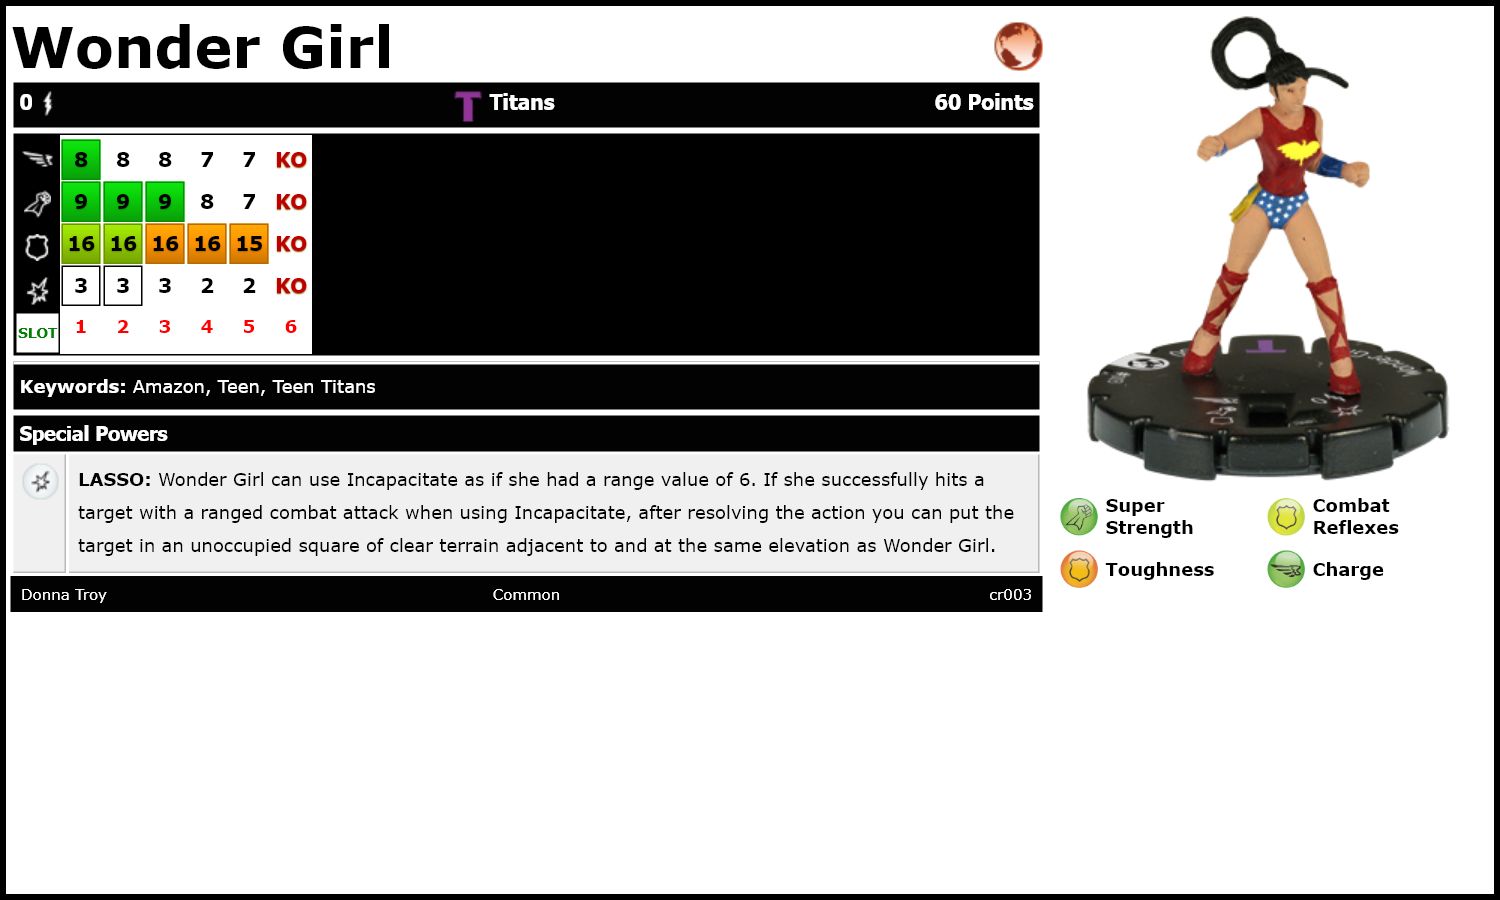 Wonder Girl
0 Titans 60 Points
8 8 8 7 7 KO
9 9 9 8 7 KO
16 16 16 16 15 KO
3 3 3 2 2 KO
SLOT 1 2 3 4 5 6
Keywords: Amazon, Teen, Teen Titans
Special Powers
LASSO: Wonder Girl can use Incapacitate as if she had a range value of 6. If she successfully hits a
target with a ranged combat attack when using Incapacitate, after resolving the action you can put the
target in an unoccupied square of clear terrain adjacent to and at the same elevation as Wonder Girl.
Donna Troy Common cr003
Super
Strength
Combat
Reflexes
Toughness
Charge